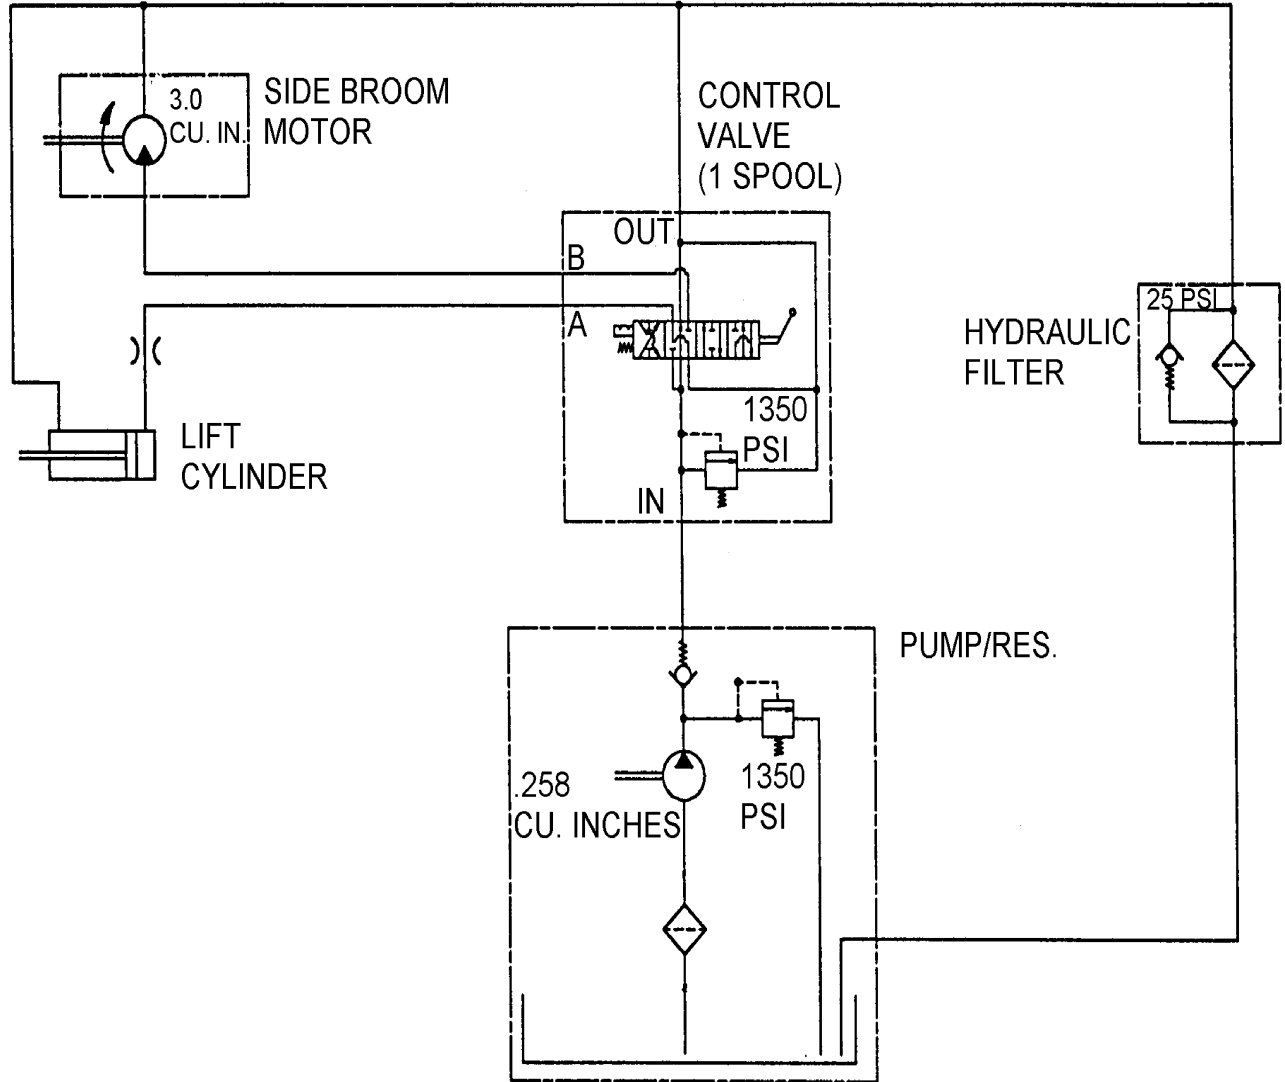 3.0
CU. IN.
SIDE BROOM
MOTOR
CONTROL
VALVE
(1 SPOOL)
OUT
B
A
25 PSI
HYDRAULIC
FILTER
1350
PSI
LIFT
CYLINDER
IN
PUMP/RES.
.258
CU. INCHES
1350
PSI